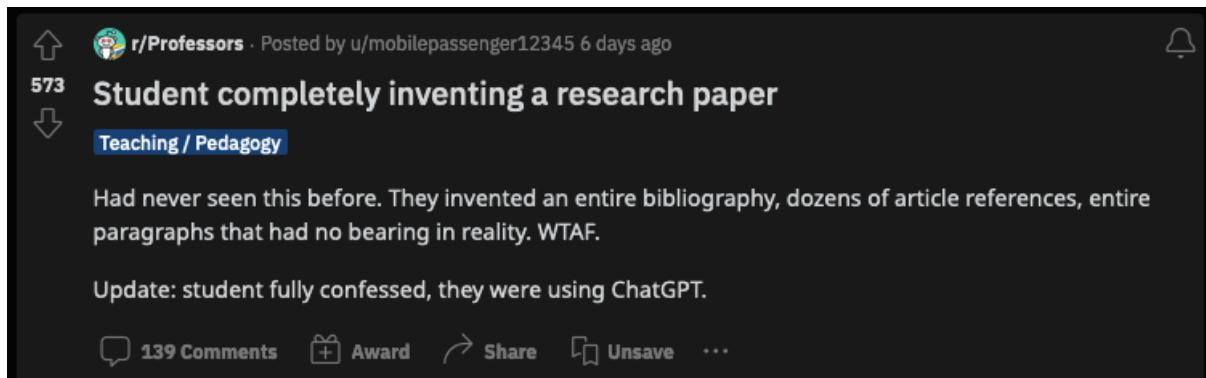 r/Professors · Posted by u/mobilepassenger12345 6 days ago
573
Student completely inventing a research paper
Teaching / Pedagogy
Had never seen this before. They invented an entire bibliography, dozens of article references, entire
paragraphs that had no bearing in reality. WTAF.
Update: student fully confessed, they were using ChatGPT.
139 Comments Award Share Unsave ···